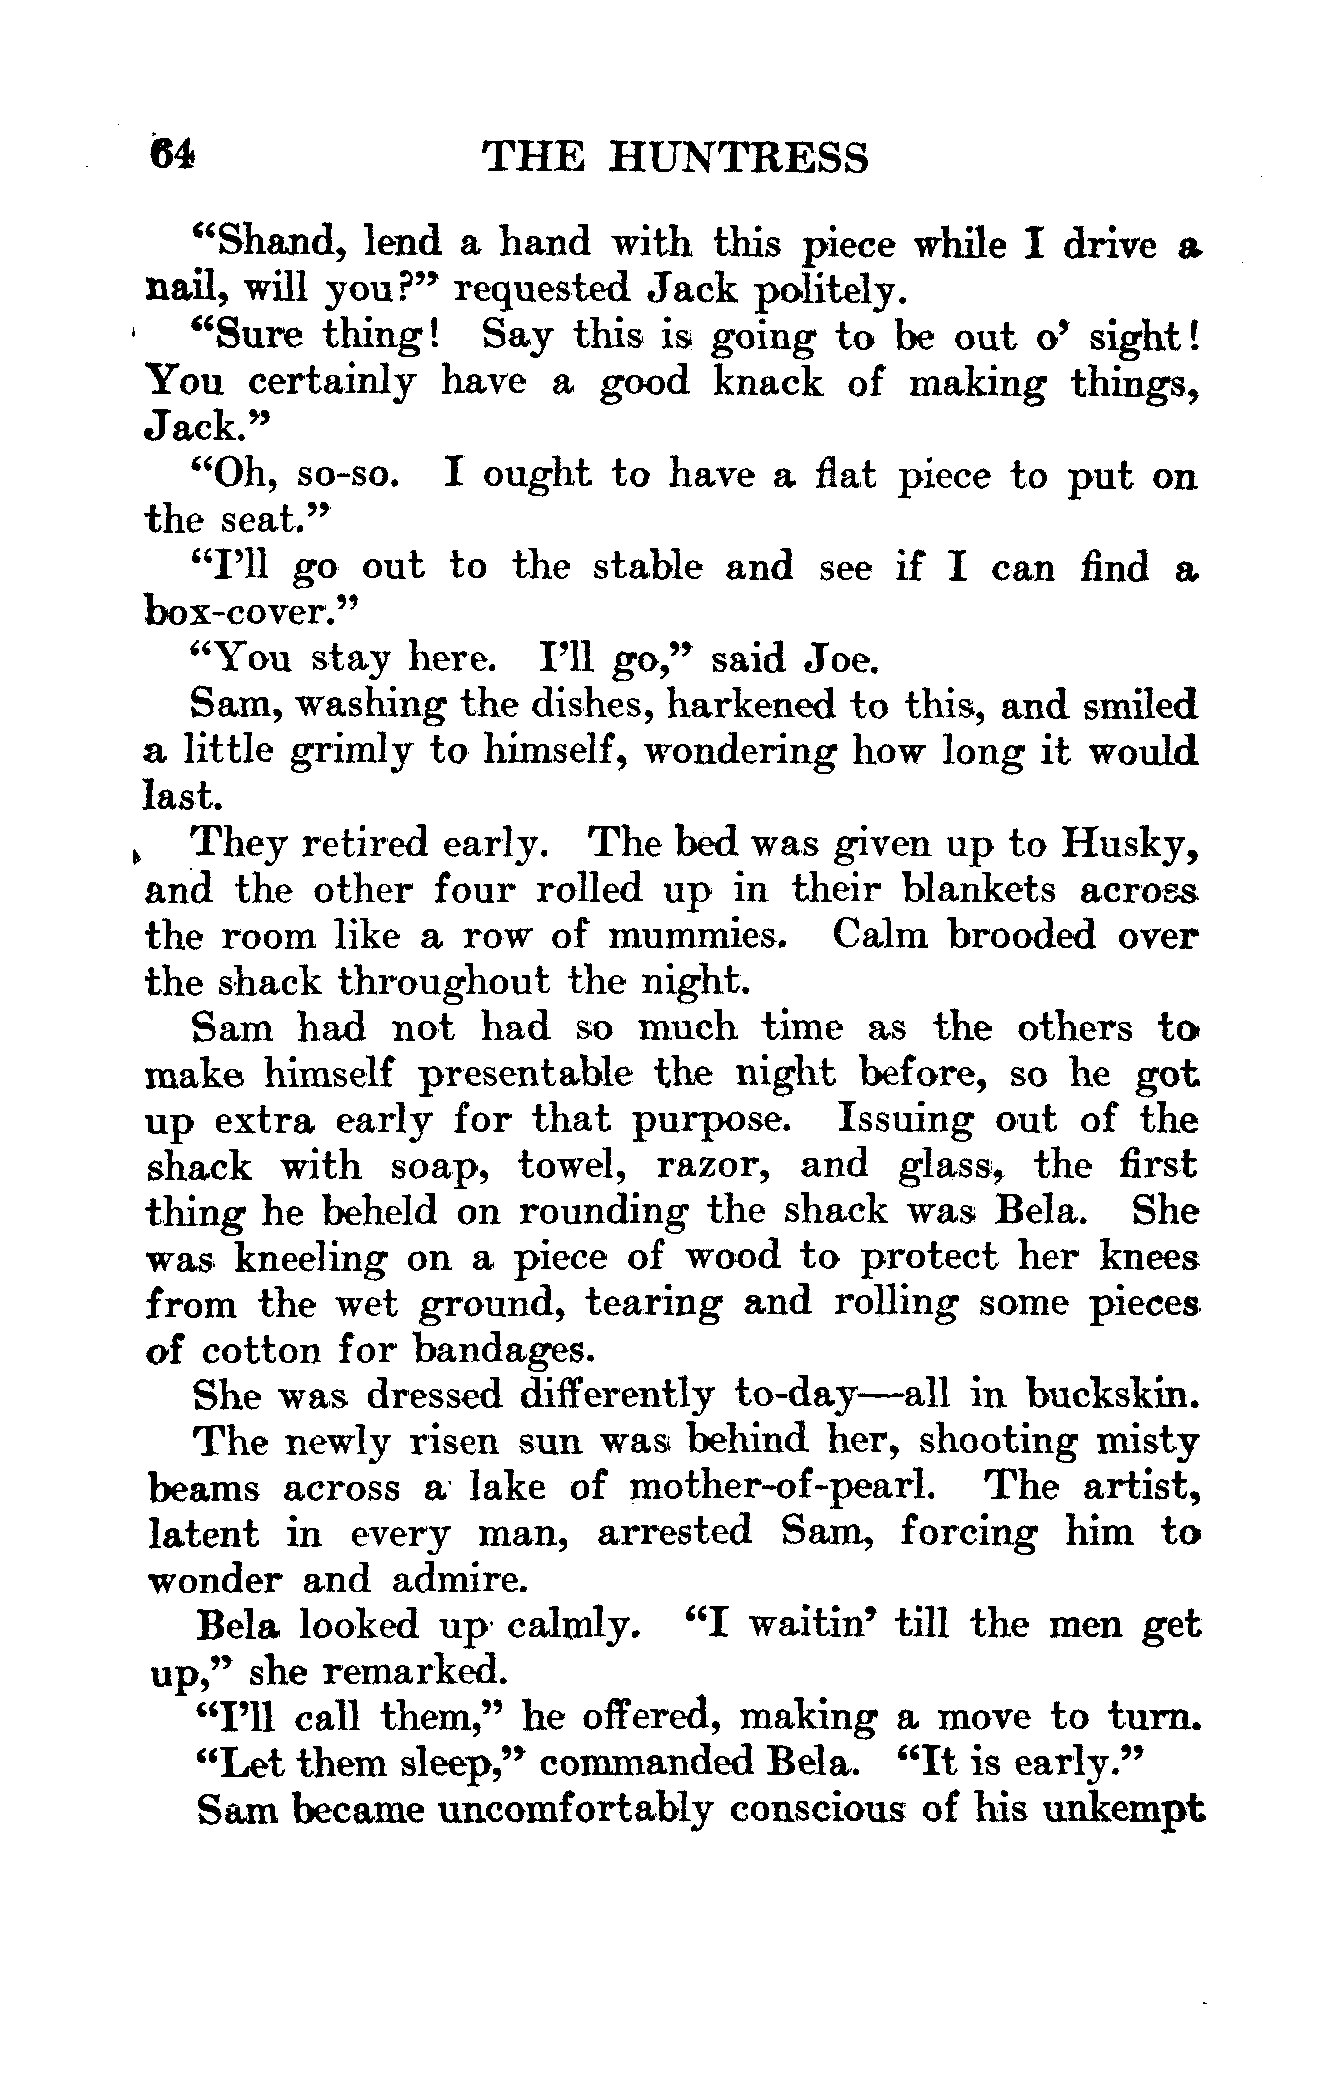 64 THE HUNTRESS
“Shand, lend a hand with this piece while I drive a
nail, will you?” requested Jack politely.
“Sure thing! Say this is going to be out o’ sight!
You certainly have a good knack of making things,
Jack.”
“Oh, so-so. I ought to have a flat piece to put on
the seat.”
“I’ll go out to the stable and see if I can find a
box-cover.”
“You stay here. I’ll go,” said Joe.
Sam, washing the dishes, harkened to this, and smiled
a little grimly to himself, wondering how long it would
last.
They retired early. The bed was given up to Husky,
and the other four rolled up in their blankets across
the room like a row of mummies. Calm brooded over
the shack throughout the night.
Sam had not had so much time as the others to
make himself presentable the night before, so he got
up extra early for that purpose. Issuing out of the
shack with soap, towel, razor, and glass, the first
thing he beheld on rounding the shack was Bela. She
was kneeling on a piece of wood to protect her knees
from the wet ground, tearing and rolling some pieces
of cotton for bandages.
She was dressed differently to-day—all in buckskin.
The newly risen sun was behind her, shooting misty
beams across a lake of mother-of-pearl. The artist,
latent in every man, arrested Sam, forcing him to
wonder and admire.
Bela looked up calmly. “I waitin’ till the men get
up,” she remarked.
“I’ll call them,” he offered, making a move to turn.
“Let them sleep,” commanded Bela. “It is early.”
Sam became uncomfortably conscious of his unkempt